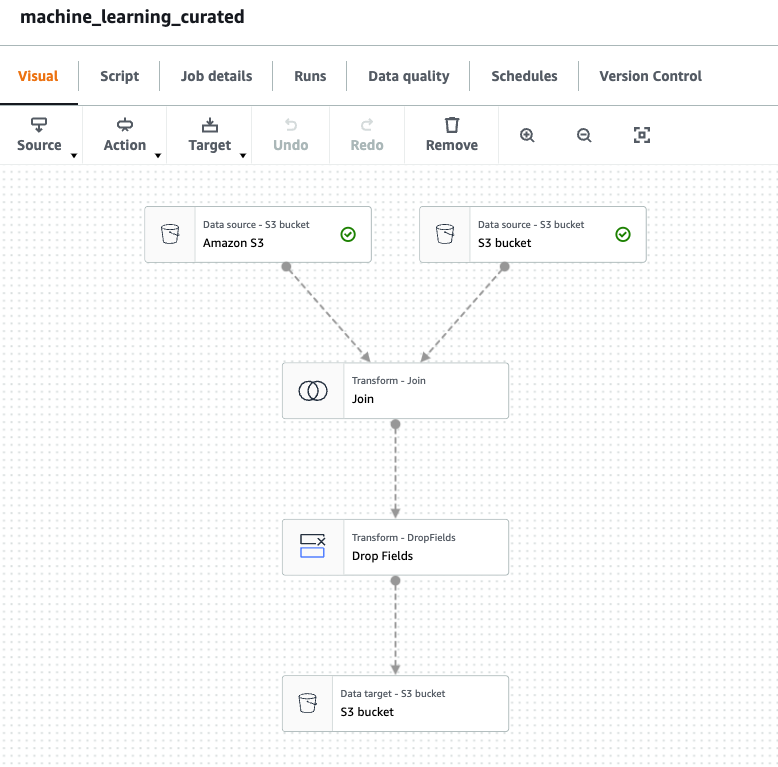 machine_learning_curated
Visual
Script
Job details
Runs
Data quality
Schedules
Version Control
Source
Action
Target
Undo
Redo
Remove
Data source - S3 bucket
Amazon S3
Data source - S3 bucket
S3 bucket
Transform - Join
Join
Transform - DropFields
Drop Fields
Data target - S3 bucket
S3 bucket